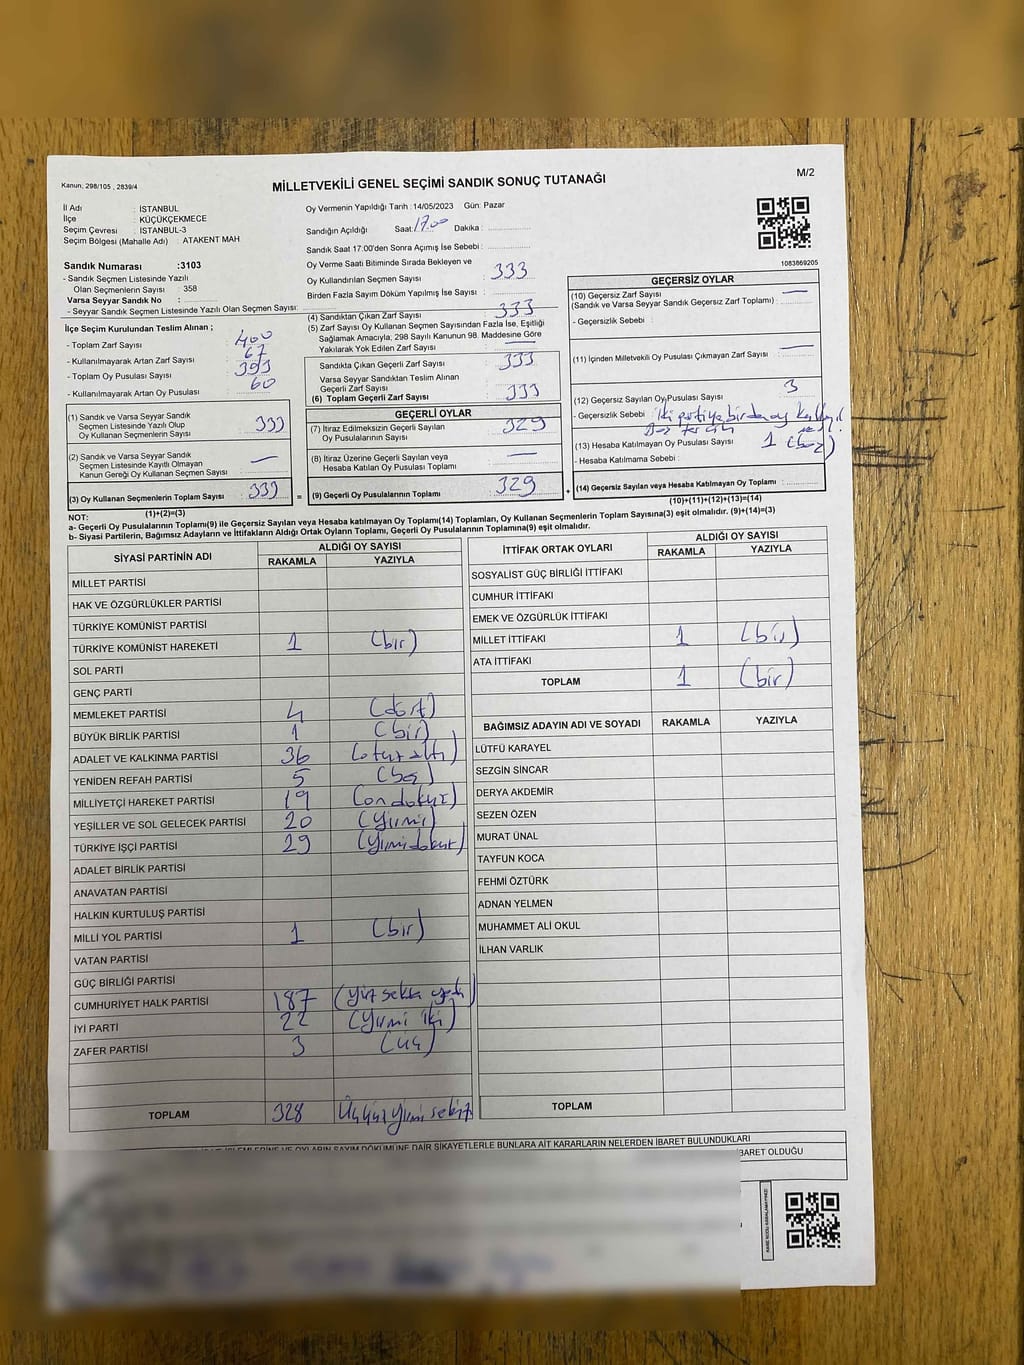 Kanun; 298/105 , 2839/4
MİLLETVEKİLİ GENEL SEÇİMİ SANDIK SONUÇ TUTANAĞI
M/2
İl Adı : İSTANBUL
İlçe : KÜÇÜKÇEKMECE
Seçim Çevresi : İSTANBUL-3
Seçim Bölgesi (Mahalle Adı) : ATAKENT MAH
Sandık Numarası :3103
- Sandık Seçmen Listesinde Yazılı
Olan Seçmenlerin Sayısı : 358
Varsa Seyyar Sandık No :
- Seyyar Sandık Seçmen Listesinde Yazılı Olan Seçmen Sayısı:
Oy Vermenin Yapıldığı Tarih :14/05/2023 Gün: Pazar
Sandığın Açıldığı Saat: 17.00 Dakika :
Sandık Saat 17:00'den Sonra Açımış İse Sebebi :
Oy Verme Saati Bitiminde Sırada Bekleyen ve
Oy Kullandırılan Seçmen Sayısı : 333
Birden Fazla Sayım Döküm Yapılmış İse Sayısı :
1083869205
İlçe Seçim Kurulundan Teslim Alınan ;
- Toplam Zarf Sayısı : 400
- Kullanılmayarak Artan Zarf Sayısı : 67
- Toplam Oy Pusulası Sayısı : 393
- Kullanılmayarak Artan Oy Pusulası : 60
(1) Sandık ve Varsa Seyyar Sandık
Seçmen Listesinde Yazılı Olup
Oy Kullanan Seçmenlerin Sayısı : 333
(2) Sandık ve Varsa Seyyar Sandık
Seçmen Listesinde Kayıtlı Olmayan
Kanun Gereği Oy Kullanan Seçmen Sayısı : —
(3) Oy Kullanan Seçmenlerin Toplam Sayısı : 333 =
(1)+(2)=(3)
(4) Sandıktan Çıkan Zarf Sayısı : 333
(5) Zarf Sayısı Oy Kullanan Seçmen Sayısından Fazla İse, Eşitliği
Sağlamak Amacıyla; 298 Sayılı Kanunun 98. Maddesine Göre
Yakılarak Yok Edilen Zarf Sayısı : —
Sandıkta Çıkan Geçerli Zarf Sayısı : 333
Varsa Seyyar Sandıktan Teslim Alınan
Geçerli Zarf Sayısı :
(6) Toplam Geçerli Zarf Sayısı : 333
GEÇERLİ OYLAR
(7) İtiraz Edilmeksizin Geçerli Sayılan
Oy Pusulasının Sayısı : 329
(8) İtiraz Üzerine Geçerli Sayılan veya
Hesaba Katılan Oy Pusulası Toplamı : —
(9) Geçerli Oy Pusulalarının Toplamı : 329 +
GEÇERSİZ OYLAR
(10) Geçersiz Zarf Sayısı
(Sandık ve Varsa Seyyar Sandık Geçersiz Zarf Toplamı) : —
- Geçersizlik Sebebi :
(11) İçinden Milletvekili Oy Pusulası Çıkmayan Zarf Sayısı : —
(12) Geçersiz Sayılan Oy Pusulası Sayısı : 3
- Geçersizlik Sebebi : iki partiye birden oy
(13) Hesaba Katılmayan Oy Pusulası Sayısı : 1 (boz)
- Hesaba Katılmama Sebebi :
(14) Geçersiz Sayılan veya Hesaba Katılmayan Oy Toplamı :
(10)+(11)+(12)+(13)=(14)
NOT:
a- Geçerli Oy Pusulalarının Toplamı(9) ile Geçersiz Sayılan veya Hesaba katılmayan Oy Toplamı(14) Toplamları, Oy Kullanan Seçmenlerin Toplam Sayısına(3) eşit olmalıdır. (9)+(14)=(3)
b- Siyasi Partilerin, Bağımsız Adayların ve İttifakların Aldığı Ortak Oyların Toplamı, Geçerli Oy Pusulalarının Toplamına(9) eşit olmalıdır.
SİYASİ PARTİNİN ADI ALDIĞI OY SAYISI
RAKAMLA YAZIYLA
MİLLET PARTİSİ
HAK VE ÖZGÜRLÜKLER PARTİSİ
TÜRKİYE KOMÜNİST PARTİSİ
TÜRKİYE KOMÜNİST HAREKETİ 1 (bir)
SOL PARTİ
GENÇ PARTİ
MEMLEKET PARTİSİ 4 (dört)
BÜYÜK BİRLİK PARTİSİ 1 (bir)
ADALET VE KALKINMA PARTİSİ 36 (otuz altı)
YENİDEN REFAH PARTİSİ 5 (beş)
MİLLİYETÇİ HAREKET PARTİSİ 19 (ondokuz)
YEŞİLLER VE SOL GELECEK PARTİSİ 20 (Yirmi)
TÜRKİYE İŞÇİ PARTİSİ 29 (Yirmidokuz)
ADALET BİRLİK PARTİSİ
ANAVATAN PARTİSİ
HALKIN KURTULUŞ PARTİSİ
MİLLİ YOL PARTİSİ 1 (bir)
VATAN PARTİSİ
GÜÇ BİRLİĞİ PARTİSİ
CUMHURİYET HALK PARTİSİ 187 (Yüz seksen yedi)
İYİ PARTİ 22 (Yirmi iki)
ZAFER PARTİSİ 3 (üç)
TOPLAM 328 Üçyüz yirmi sekiz
İTTİFAK ORTAK OYLARI ALDIĞI OY SAYISI
RAKAMLA YAZIYLA
SOSYALİST GÜÇ BİRLİĞİ İTTİFAKI
CUMHUR İTTİFAKI
EMEK VE ÖZGÜRLÜK İTTİFAKI
MİLLET İTTİFAKI 1 (bir)
ATA İTTİFAKI
TOPLAM 1 (bir)
BAĞIMSIZ ADAYIN ADI VE SOYADI RAKAMLA YAZIYLA
LÜTFÜ KARAYEL
SEZGİN SİNCAR
DERYA AKDEMİR
SEZEN ÖZEN
MURAT ÜNAL
TAYFUN KOCA
FEHMİ ÖZTÜRK
ADNAN YELMEN
MUHAMMET ALİ OKUL
İLHAN VARLIK
TOPLAM
İŞLEMLERİNE VE OYLARIN SAYIM DÖKÜMÜNE DAİR ŞİKAYETLERLE BUNLARA AİT KARARLARIN NELERDEN İBARET BULUNDUKLARI
BARET OLDUĞU